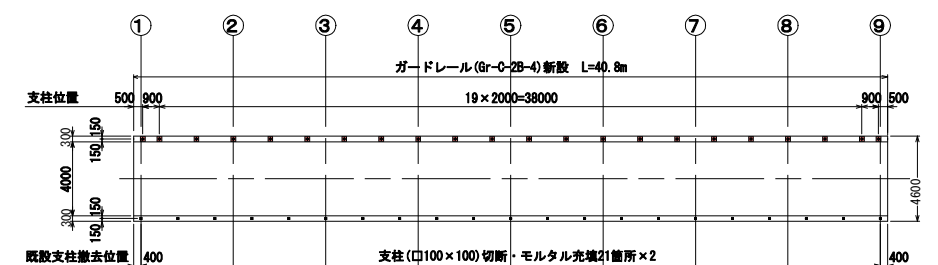 ① ② ③ ④ ⑤ ⑥ ⑦ ⑧ ⑨
ガードレール(Gr-C-2B-4)新設 L=40.8m
支柱位置 500 900 19×2000=38000 900 500
300 150
150
4000 4600
300 150
150
既設支柱撤去位置 400 支柱(□100×100)切断・モルタル充填21箇所×2 400